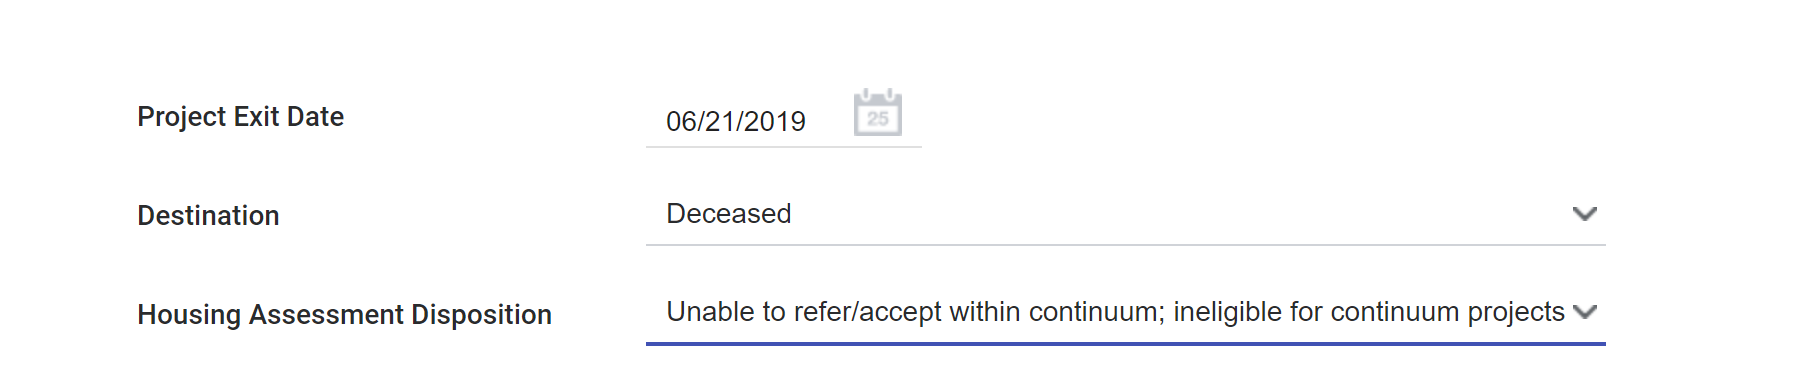 Project Exit Date
06/21/2019
25
Destination
Deceased
Housing Assessment Disposition
Unable to refer/accept within continuum; ineligible for continuum projects